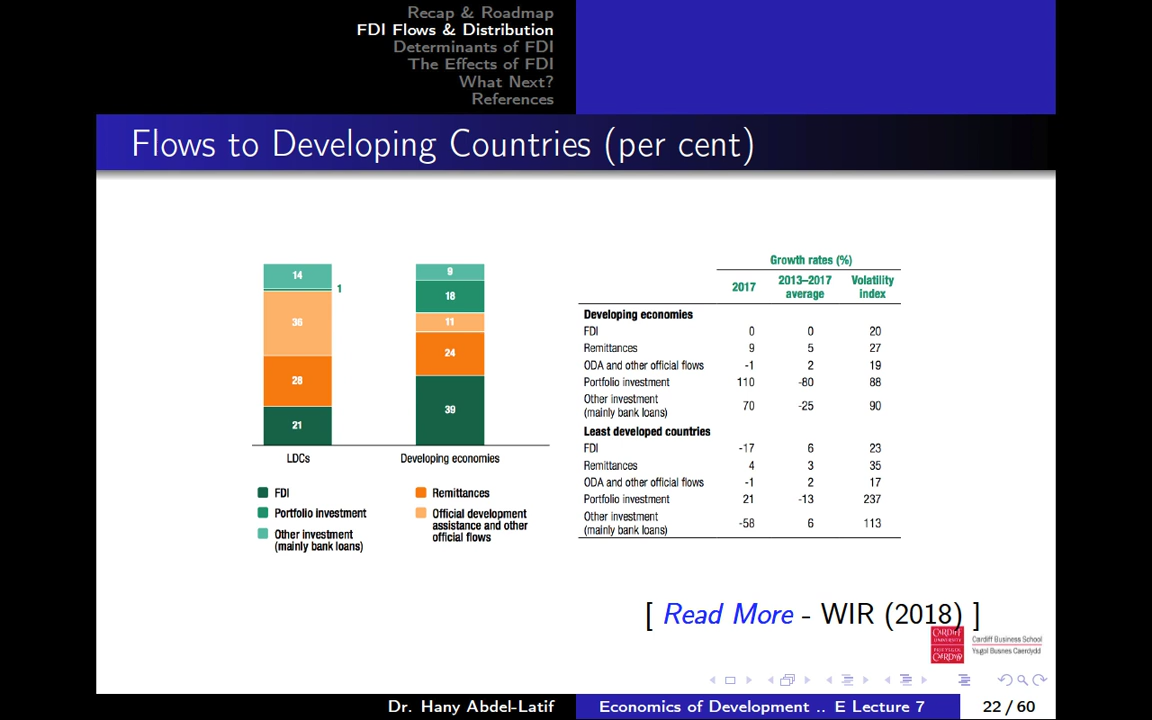 Recap & Roadmap
FDI Flows & Distribution
Determinants of FDI
The Effects of FDI
What Next?
References
Flows to Developing Countries (per cent)
14
1
36
28
21
9
18
11
24
39
LDCs
Developing economies
FDI
Portfolio investment
Other investment
(mainly bank loans)
Remittances
Official development
assistance and other
official flows
Growth rates (%)
2017 2013–2017 average Volatility index
Developing economies
FDI 0 0 20
Remittances 9 5 27
ODA and other official flows -1 2 19
Portfolio investment 110 -80 88
Other investment
(mainly bank loans) 70 -25 90
Least developed countries
FDI -17 6 23
Remittances 4 3 35
ODA and other official flows -1 2 17
Portfolio investment 21 -13 237
Other investment
(mainly bank loans) -58 6 113
[ Read More - WIR (2018) ]
CARDIFF
UNIVERSITY
PRIFYSGOL
CAERDYDD
Cardiff Business School
Ysgol Busnes Caerdydd
Dr. Hany Abdel-Latif
Economics of Development .. E Lecture 7
22 / 60